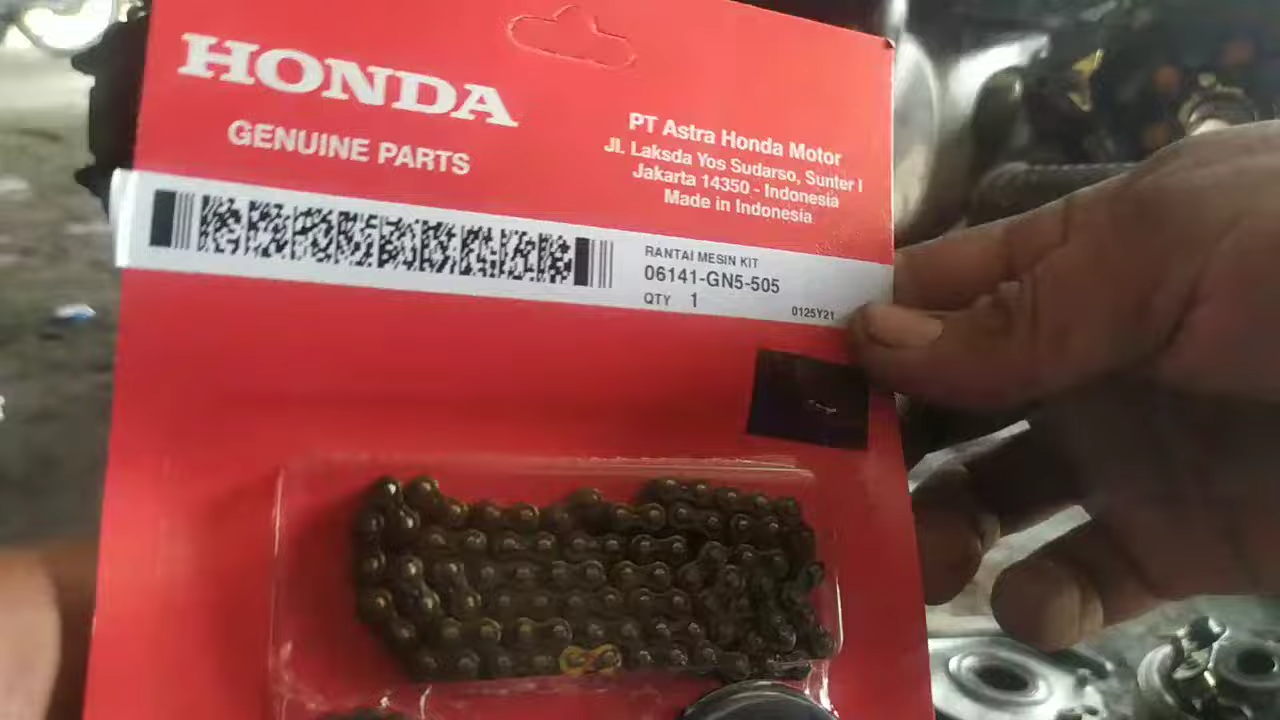 HONDA
GENUINE PARTS
PT Astra Honda Motor
Jl. Laksda Yos Sudarso, Sunter I
Jakarta 14350 - Indonesia
Made in Indonesia
RANTAI MESIN KIT
06141-GN5-505
QTY 1
0125Y21